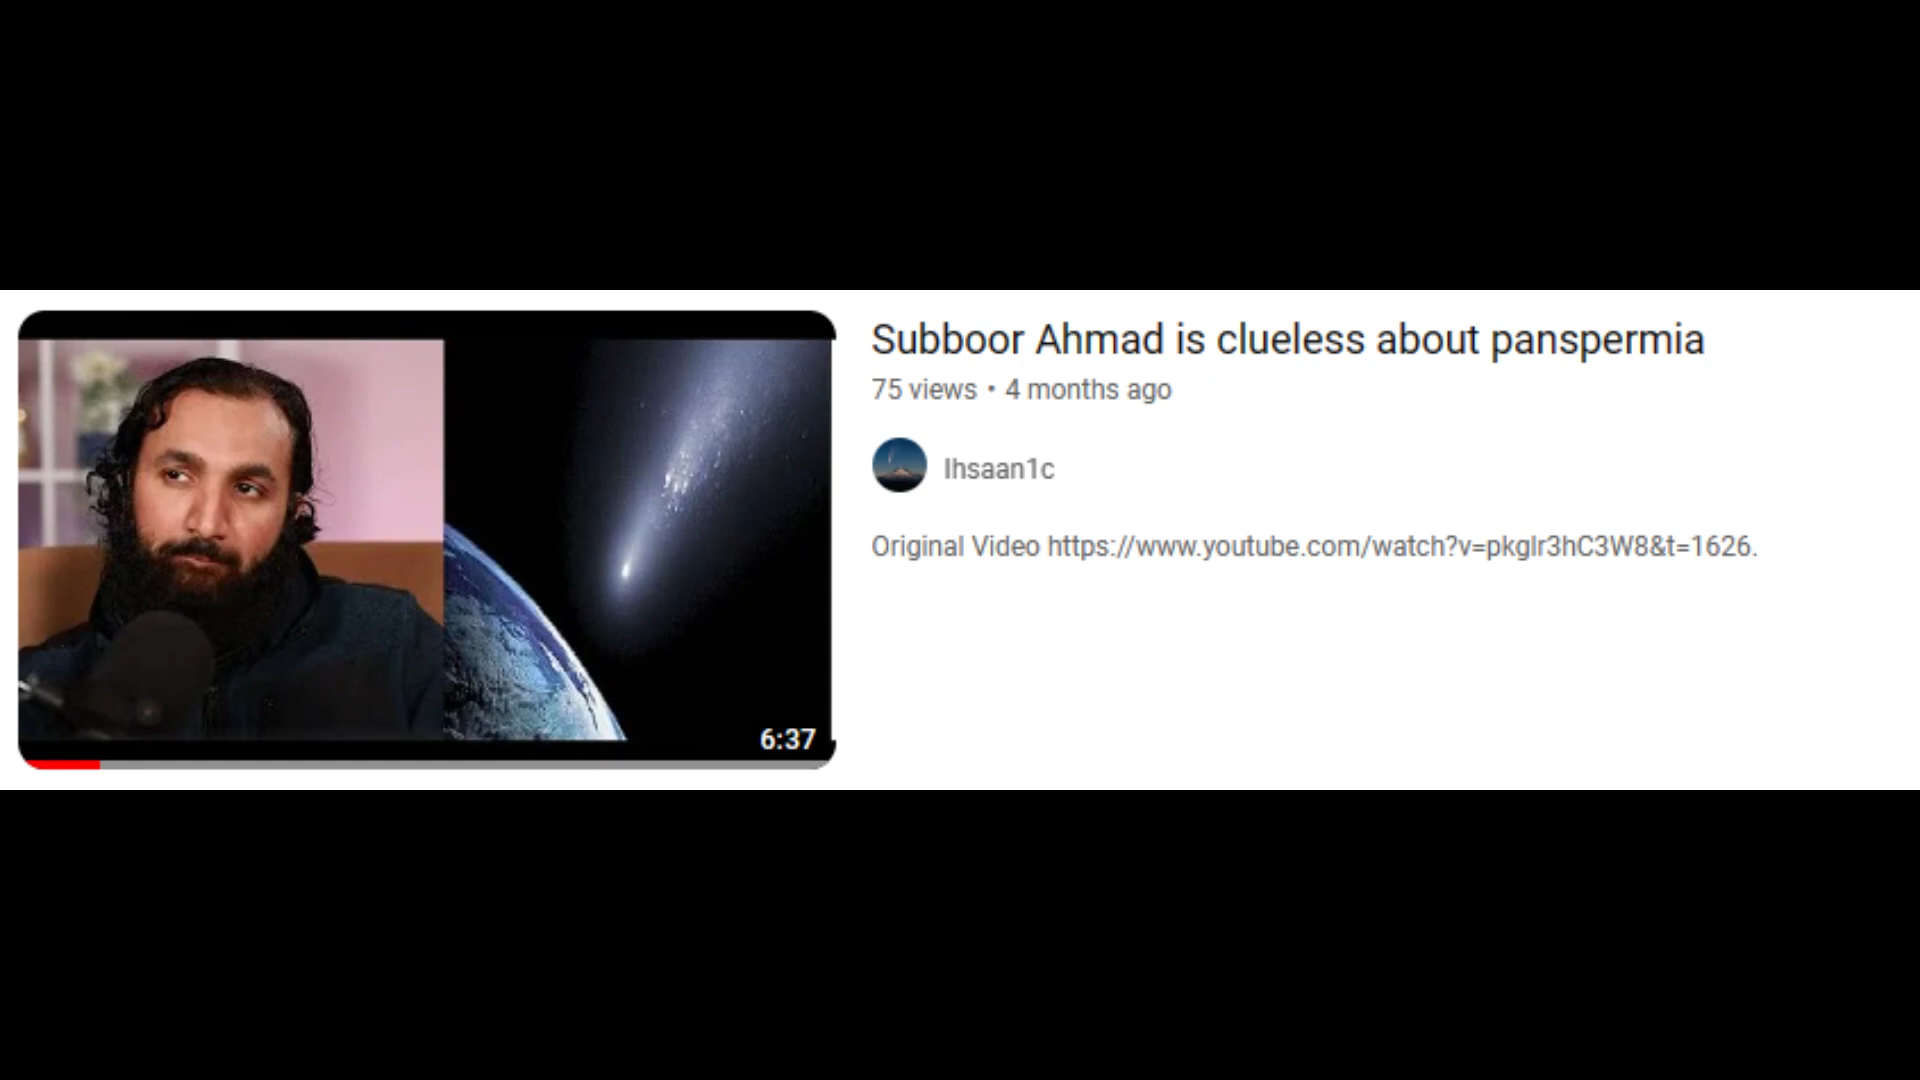 Subboor Ahmad is clueless about panspermia
75 views • 4 months ago
Ihsaan1c
Original Video https://www.youtube.com/watch?v=pkglr3hC3W8&t=1626.
6:37